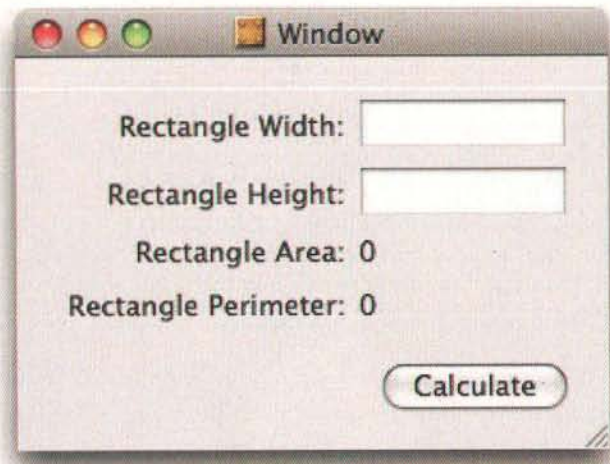 Window
Rectangle Width:
Rectangle Height:
Rectangle Area: 0
Rectangle Perimeter: 0
Calculate